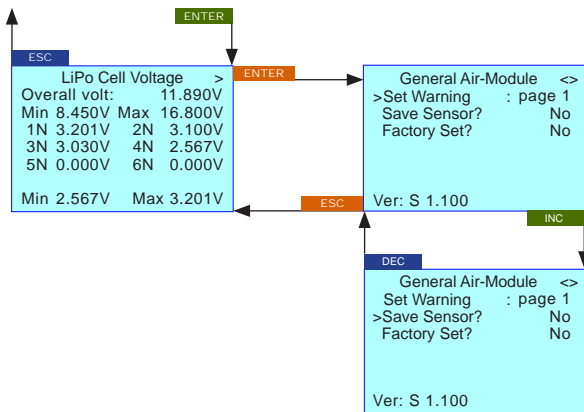 ENTER
ESC
LiPo Cell Voltage >
Overall volt: 11.890V
Min 8.450V Max 16.800V
1N 3.201V 2N 3.100V
3N 3.030V 4N 2.567V
5N 0.000V 6N 0.000V
Min 2.567V Max 3.201V
ENTER
General Air-Module <>
>Set Warning : page 1
Save Sensor? No
Factory Set? No
Ver: S 1.100
ESC
INC
DEC
General Air-Module <>
Set Warning : page 1
>Save Sensor? No
Factory Set? No
Ver: S 1.100